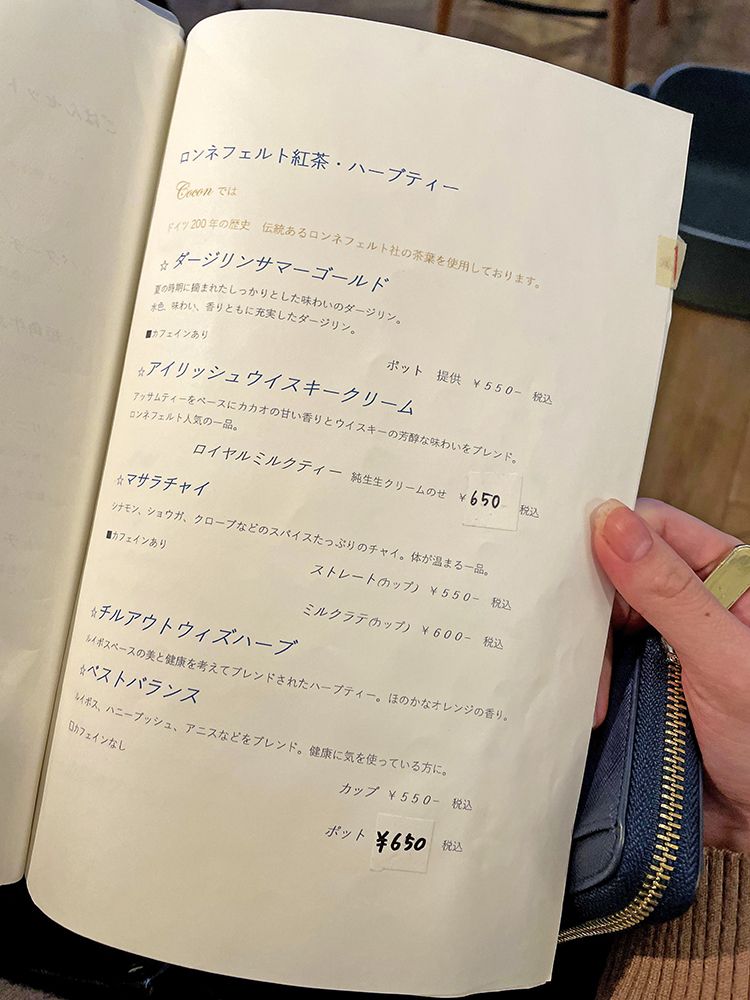 ロンネフェルト紅茶・ハーブティー
Cocon では
ドイツ200年の歴史 伝統あるロンネフェルト社の茶葉を使用しております。
☆ダージリンサマーゴールド
夏の時期に摘まれたしっかりとした味わいのダージリン。
水色、味わい、香りともに充実したダージリン。
■カフェインあり
ポット 提供 ¥550- 税込
☆アイリッシュウイスキークリーム
アッサムティーをベースにカカオの甘い香りとウイスキーの芳醇な味わいをブレンド。
ロンネフェルト人気の一品。
ロイヤルミルクティー 純生生クリームのせ ¥650 税込
☆マサラチャイ
シナモン、ショウガ、クローブなどのスパイスたっぷりのチャイ。体が温まる一品。
■カフェインあり
ストレート(カップ) ¥550- 税込
ミルクラテ(カップ) ¥600- 税込
☆チルアウトウィズハーブ
ルイボスベースの美と健康を考えてブレンドされたハーブティー。ほのかなオレンジの香り。
☆ベストバランス
ルイボス、ハニーブッシュ、アニスなどをブレンド。健康に気を使っている方に。
□カフェインなし
カップ ¥550- 税込
ポット ¥650 税込